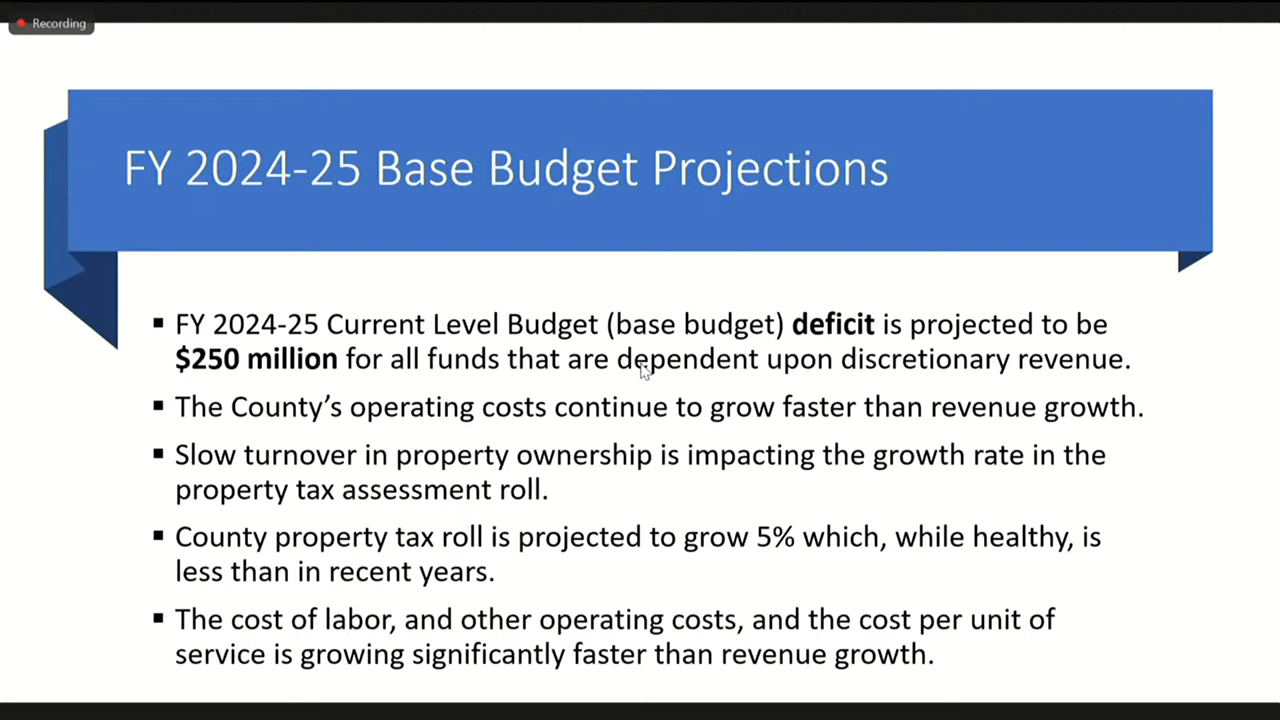 Recording
FY 2024-25 Base Budget Projections
▪ FY 2024-25 Current Level Budget (base budget) deficit is projected to be
$250 million for all funds that are dependent upon discretionary revenue.
▪ The County’s operating costs continue to grow faster than revenue growth.
▪ Slow turnover in property ownership is impacting the growth rate in the
property tax assessment roll.
▪ County property tax roll is projected to grow 5% which, while healthy, is
less than in recent years.
▪ The cost of labor, and other operating costs, and the cost per unit of
service is growing significantly faster than revenue growth.